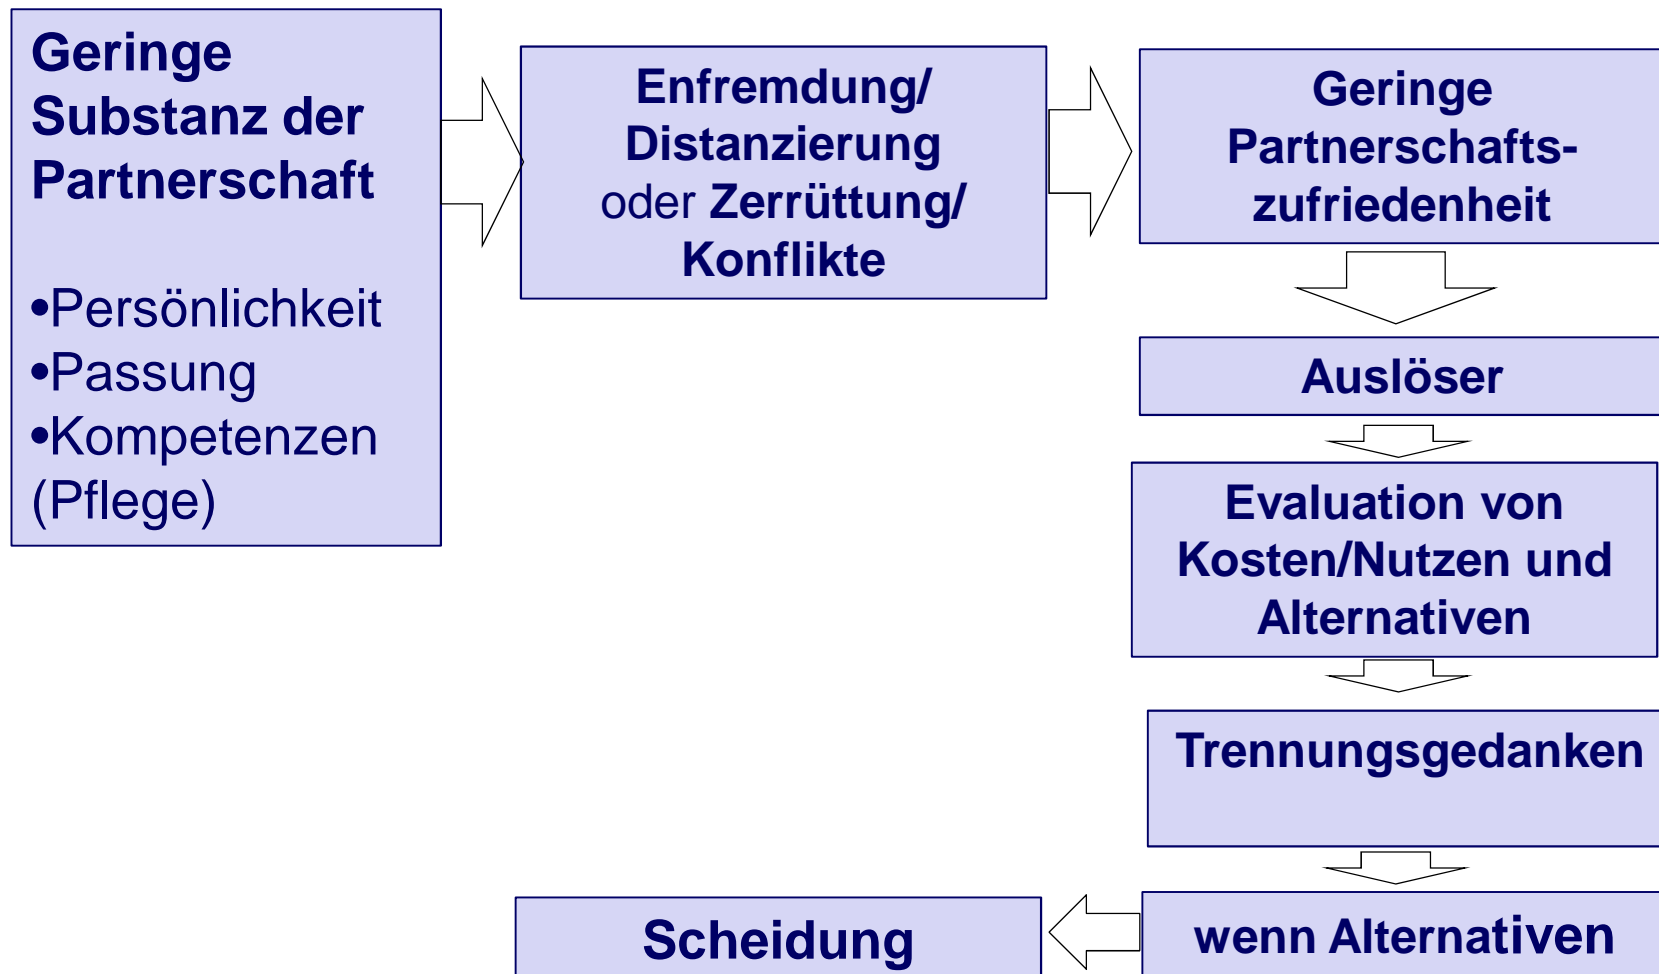 Geringe
Substanz der
Partnerschaft
•Persönlichkeit
•Passung
•Kompetenzen
(Pflege)
Enfremdung/
Distanzierung
oder Zerrüttung/
Konflikte
Geringe
Partnerschafts-
zufriedenheit
Auslöser
Evaluation von
Kosten/Nutzen und
Alternativen
Trennungsgedanken
wenn Alternativen
Scheidung